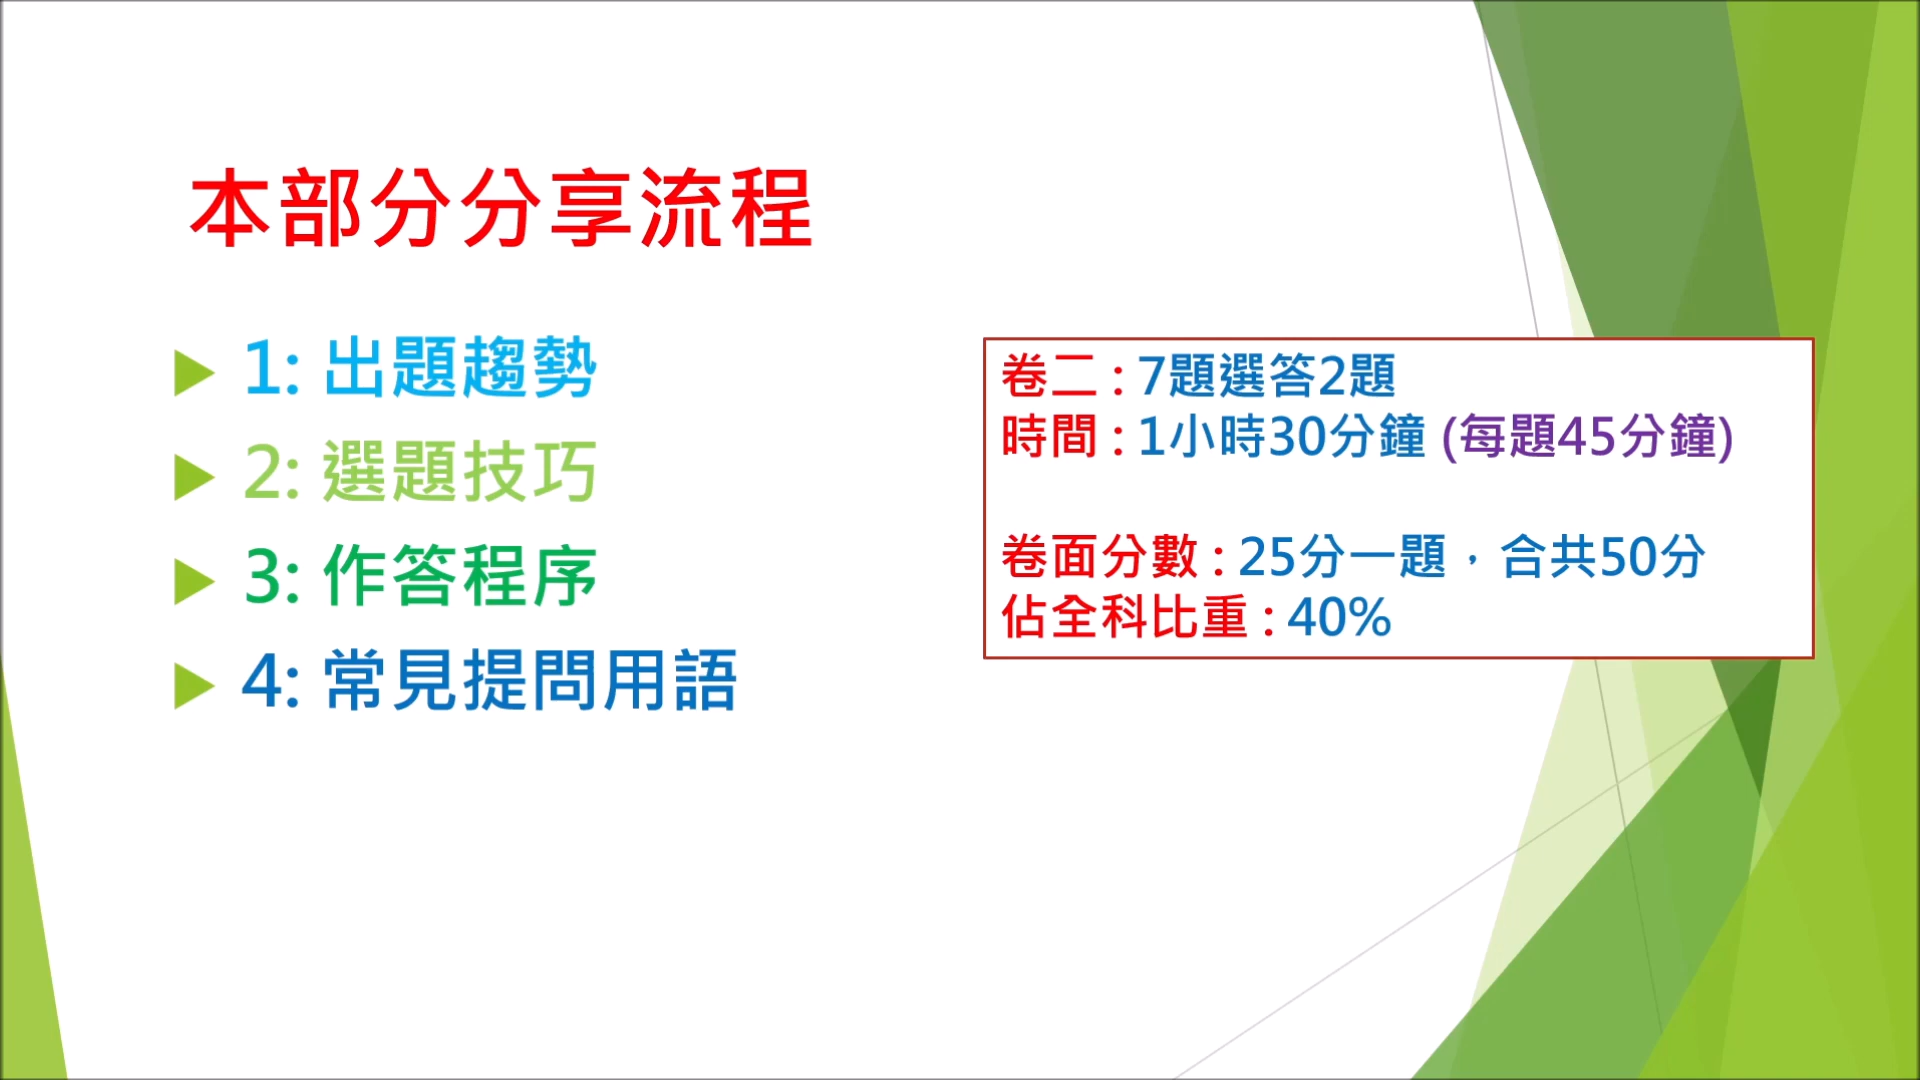 本部分分享流程
1: 出題趨勢
2: 選題技巧
3: 作答程序
4: 常見提問用語
卷二 : 7題選答2題
時間 : 1小時30分鐘 (每題45分鐘)
卷面分數 : 25分一題，合共50分
佔全科比重 : 40%